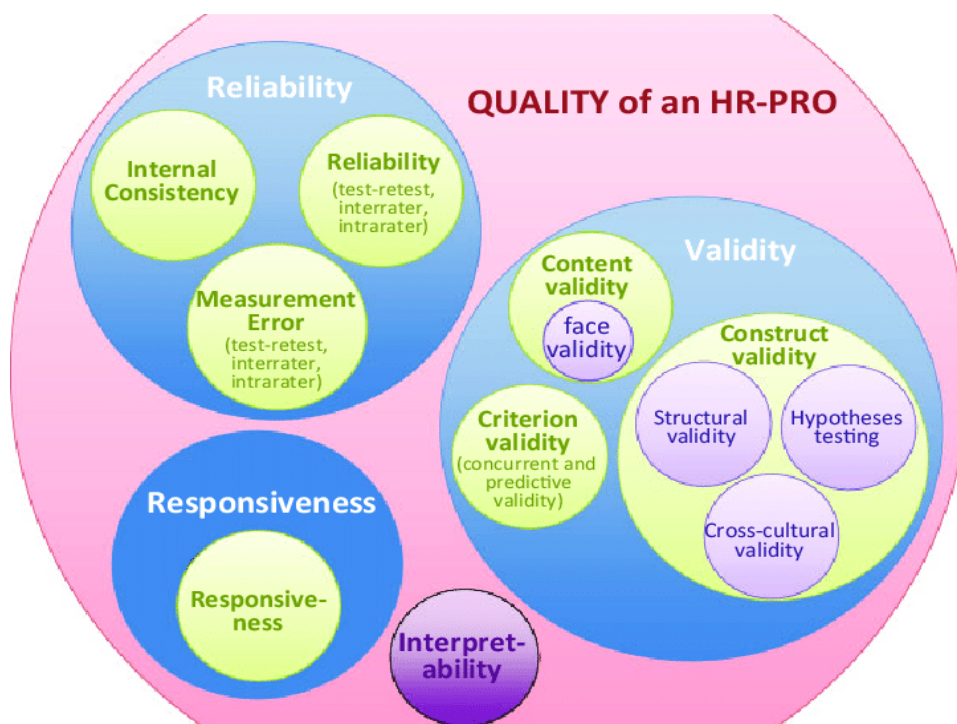 QUALITY of an HR-PRO
Reliability
Internal
Consistency
Reliability
(test-retest,
interrater,
intrarater)
Measurement
Error
(test-retest,
interrater,
intrarater)
Validity
Content
validity
face
validity
Construct
validity
Structural
validity
Hypotheses
testing
Cross-cultural
validity
Criterion
validity
(concurrent and
predictive
validity)
Responsiveness
Responsive-
ness
Interpret-
ability